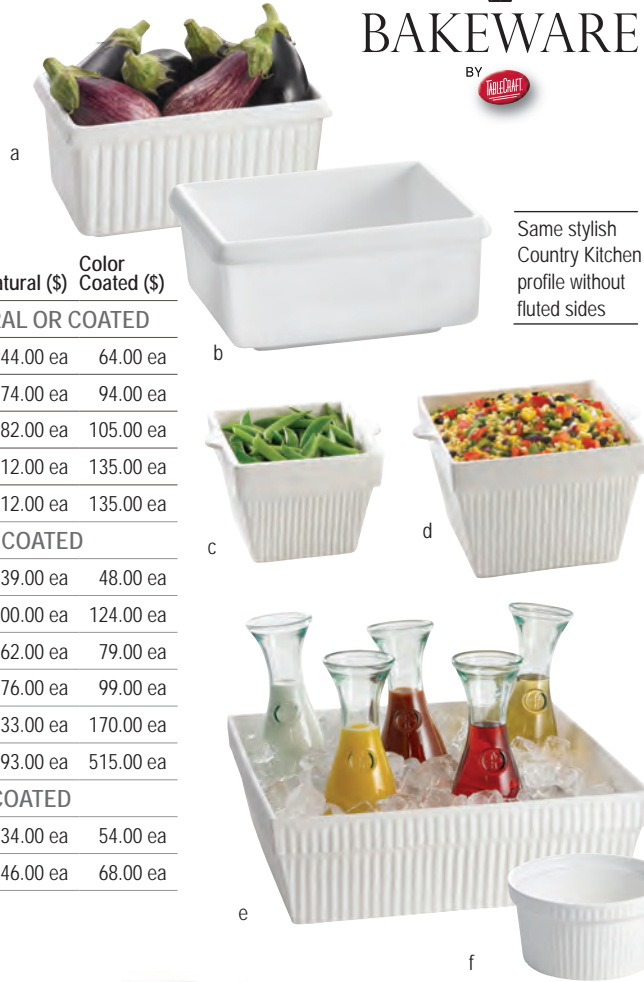 BAKEWARE
BY
TABLECRAFT
a
Same stylish
Country Kitchen
profile without
fluted sides
b
Color
atural ($) Coated ($)
RAL OR COATED
44.00 ea 64.00 ea
74.00 ea 94.00 ea
82.00 ea 105.00 ea
12.00 ea 135.00 ea
12.00 ea 135.00 ea
COATED
39.00 ea 48.00 ea
00.00 ea 124.00 ea
62.00 ea 79.00 ea
76.00 ea 99.00 ea
33.00 ea 170.00 ea
93.00 ea 515.00 ea
COATED
34.00 ea 54.00 ea
46.00 ea 68.00 ea
c
d
e
f